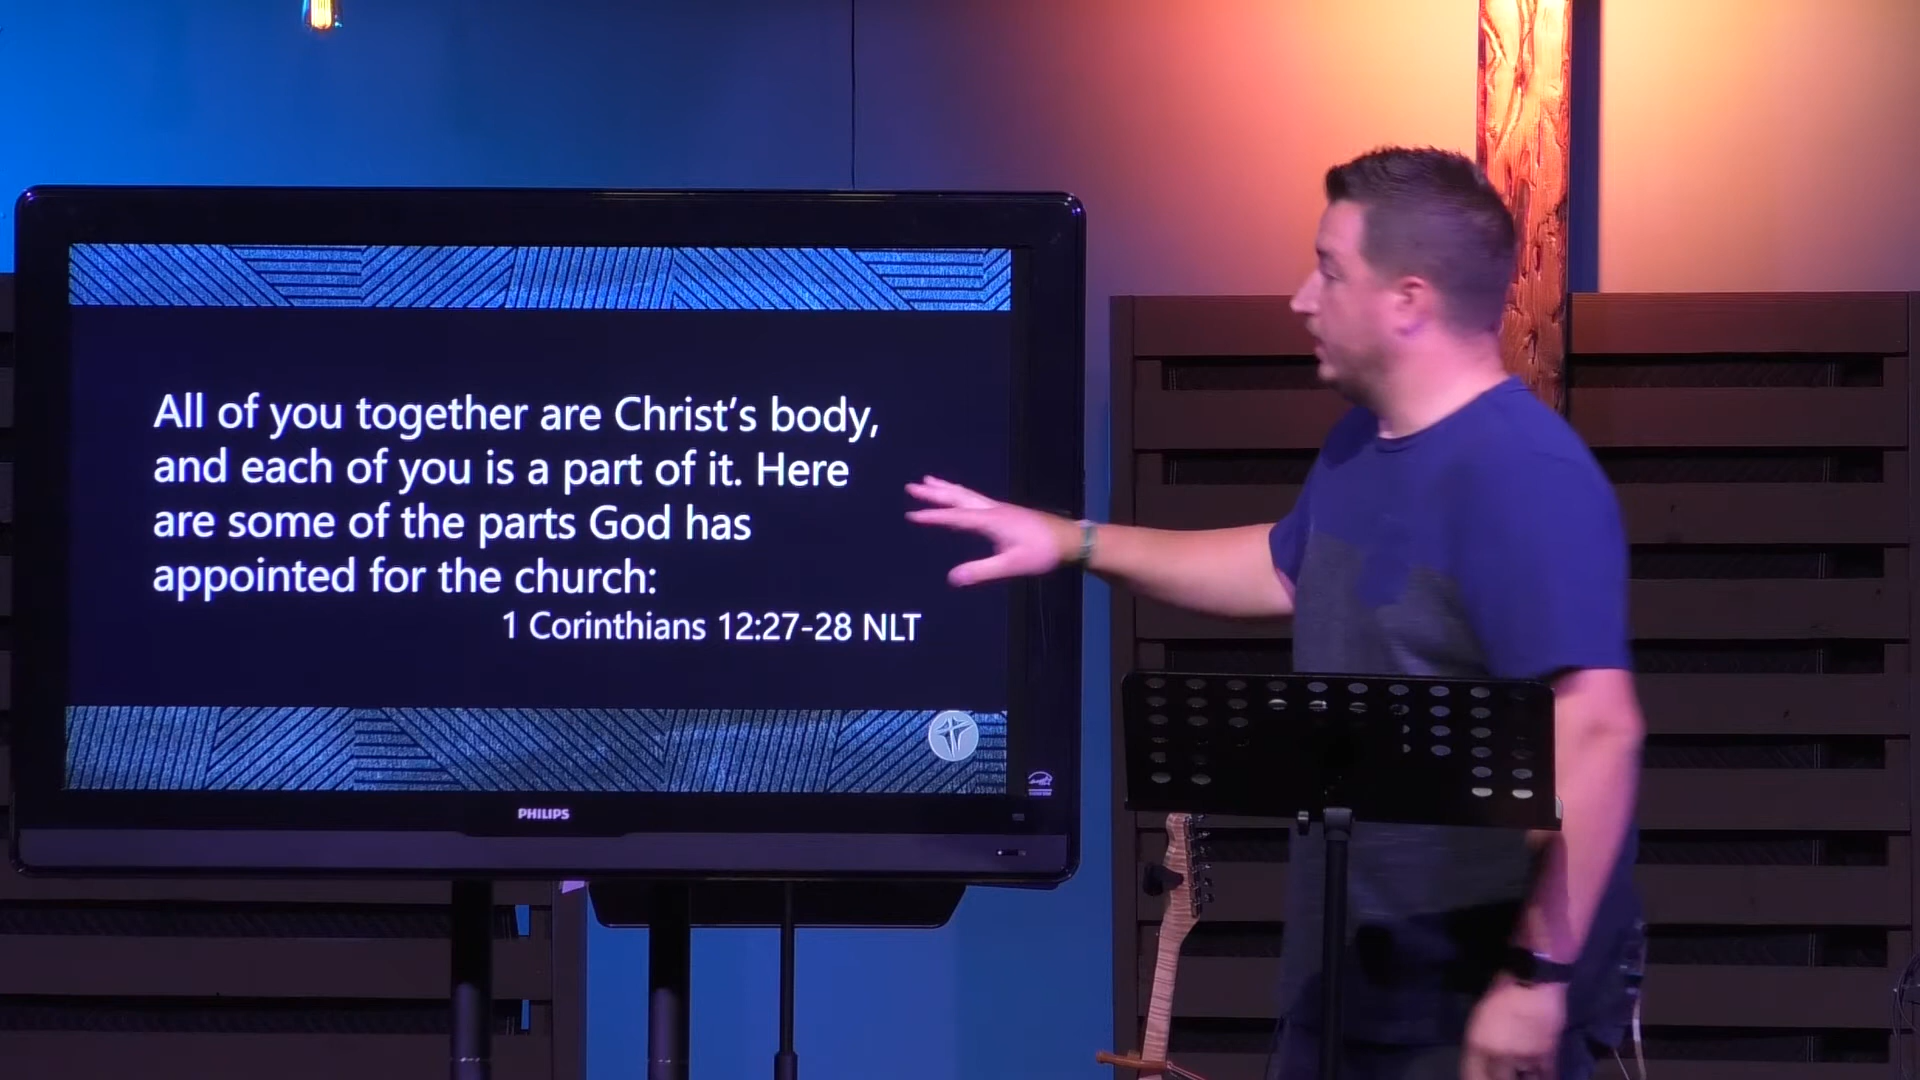 All of you together are Christ’s body,
and each of you is a part of it. Here
are some of the parts God has
appointed for the church:
1 Corinthians 12:27-28 NLT
PHILIPS